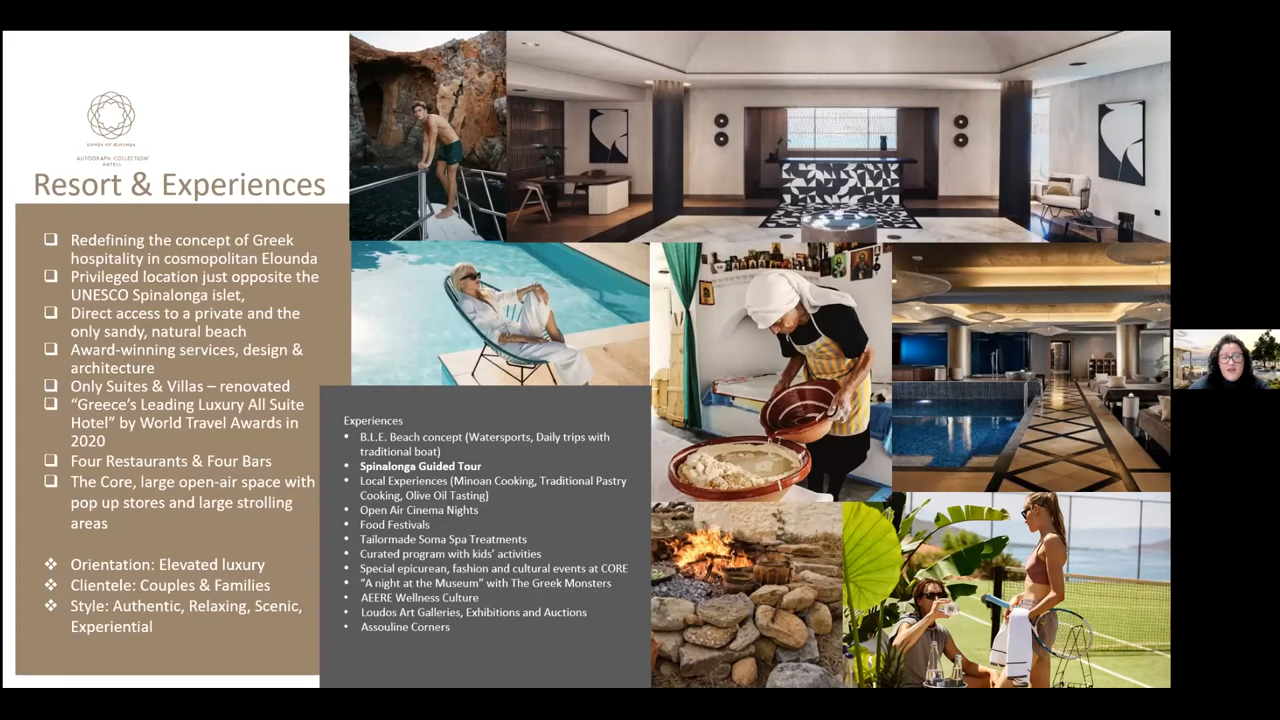 DOMES OF ELOUNDA
AUTOGRAPH COLLECTION®
HOTELS
Resort & Experiences
❑ Redefining the concept of Greek
hospitality in cosmopolitan Elounda
❑ Privileged location just opposite the
UNESCO Spinalonga islet,
❑ Direct access to a private and the
only sandy, natural beach
❑ Award-winning services, design &
architecture
❑ Only Suites & Villas – renovated
❑ “Greece’s Leading Luxury All Suite
Hotel” by World Travel Awards in
2020
❑ Four Restaurants & Four Bars
❑ The Core, large open-air space with
pop up stores and large strolling
areas
❖ Orientation: Elevated luxury
❖ Clientele: Couples & Families
❖ Style: Authentic, Relaxing, Scenic,
Experiential
Experiences
• B.L.E. Beach concept (Watersports, Daily trips with
traditional boat)
• Spinalonga Guided Tour
• Local Experiences (Minoan Cooking, Traditional Pastry
Cooking, Olive Oil Tasting)
• Open Air Cinema Nights
• Food Festivals
• Tailormade Soma Spa Treatments
• Curated program with kids’ activities
• Special epicurean, fashion and cultural events at CORE
• “A night at the Museum” with The Greek Monsters
• AEERE Wellness Culture
• Loudos Art Galleries, Exhibitions and Auctions
• Assouline Corners